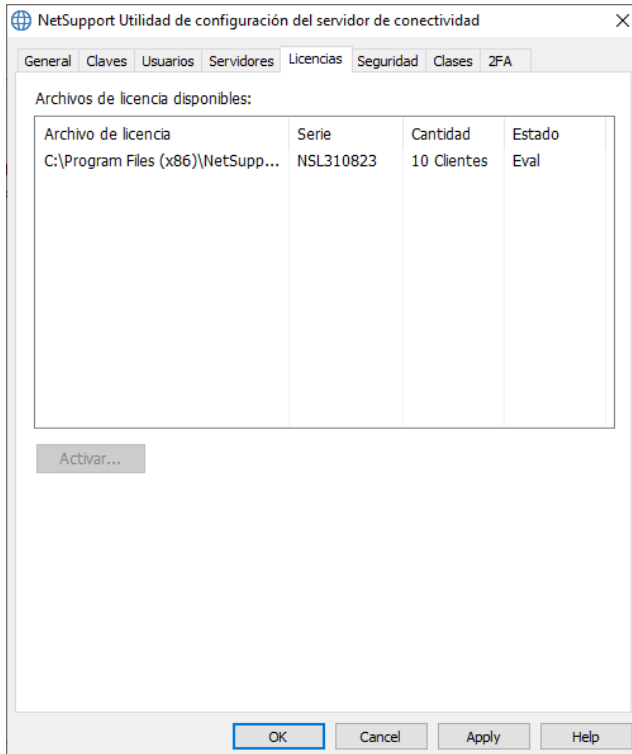 NetSupport Utilidad de configuración del servidor de conectividad
General Claves Usuarios Servidores Licencias Seguridad Clases 2FA
Archivos de licencia disponibles:
Archivo de licencia Serie Cantidad Estado
C:\Program Files (x86)\NetSupp... NSL310823 10 Clientes Eval
Activar...
OK Cancel Apply Help